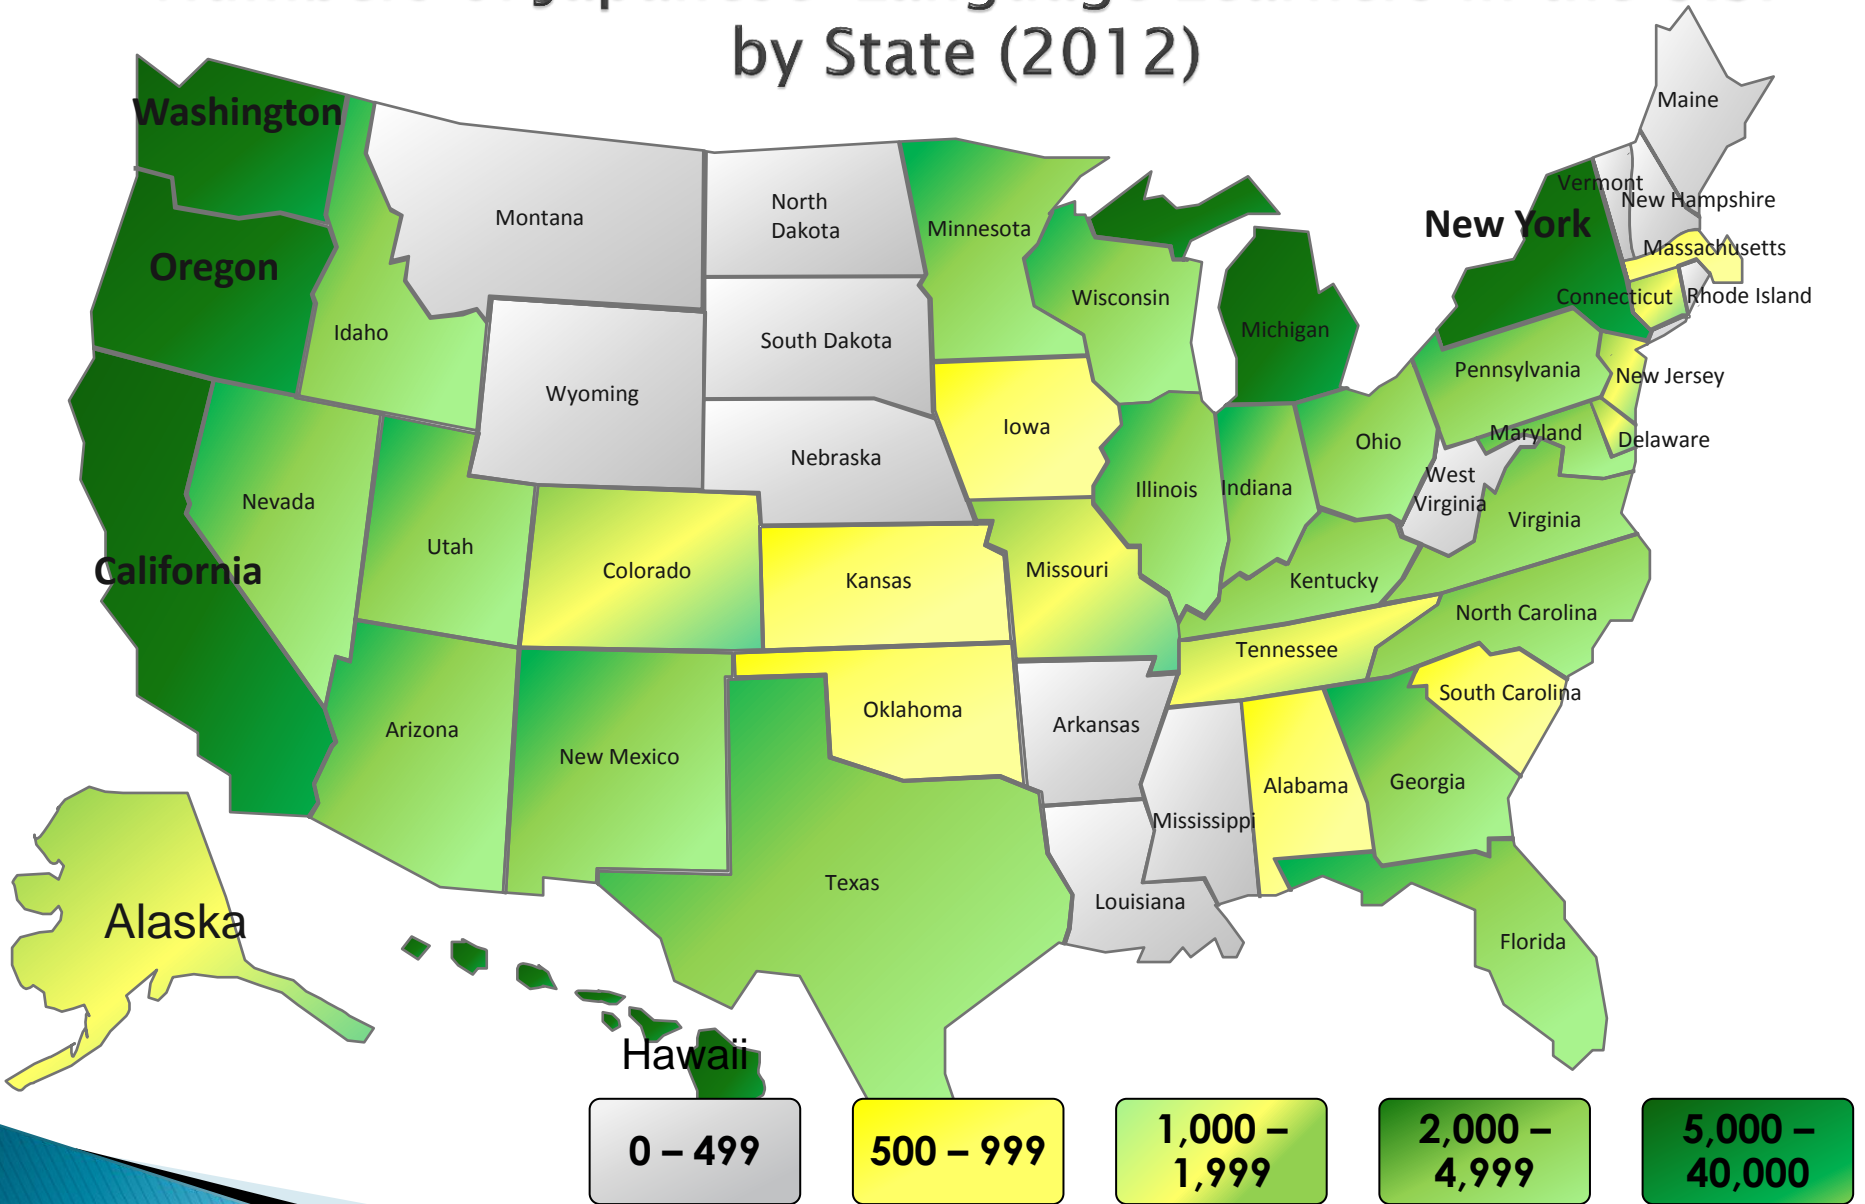 by State (2012)
Washington
Oregon
California
Idaho
Nevada
Utah
Arizona
Montana
Wyoming
Colorado
New Mexico
North
Dakota
South Dakota
Nebraska
Kansas
Oklahoma
Texas
Minnesota
Iowa
Missouri
Arkansas
Louisiana
Wisconsin
Illinois
Indiana
Michigan
Ohio
Kentucky
Tennessee
Mississippi
Alabama
Georgia
Florida
South Carolina
North Carolina
Virginia
West
Virginia
Maryland
Delaware
Pennsylvania
New Jersey
New York
Connecticut
Rhode Island
Massachusetts
Vermont
New Hampshire
Maine
Alaska
Hawaii
0 – 499
500 – 999
1,000 –
1,999
2,000 –
4,999
5,000 –
40,000